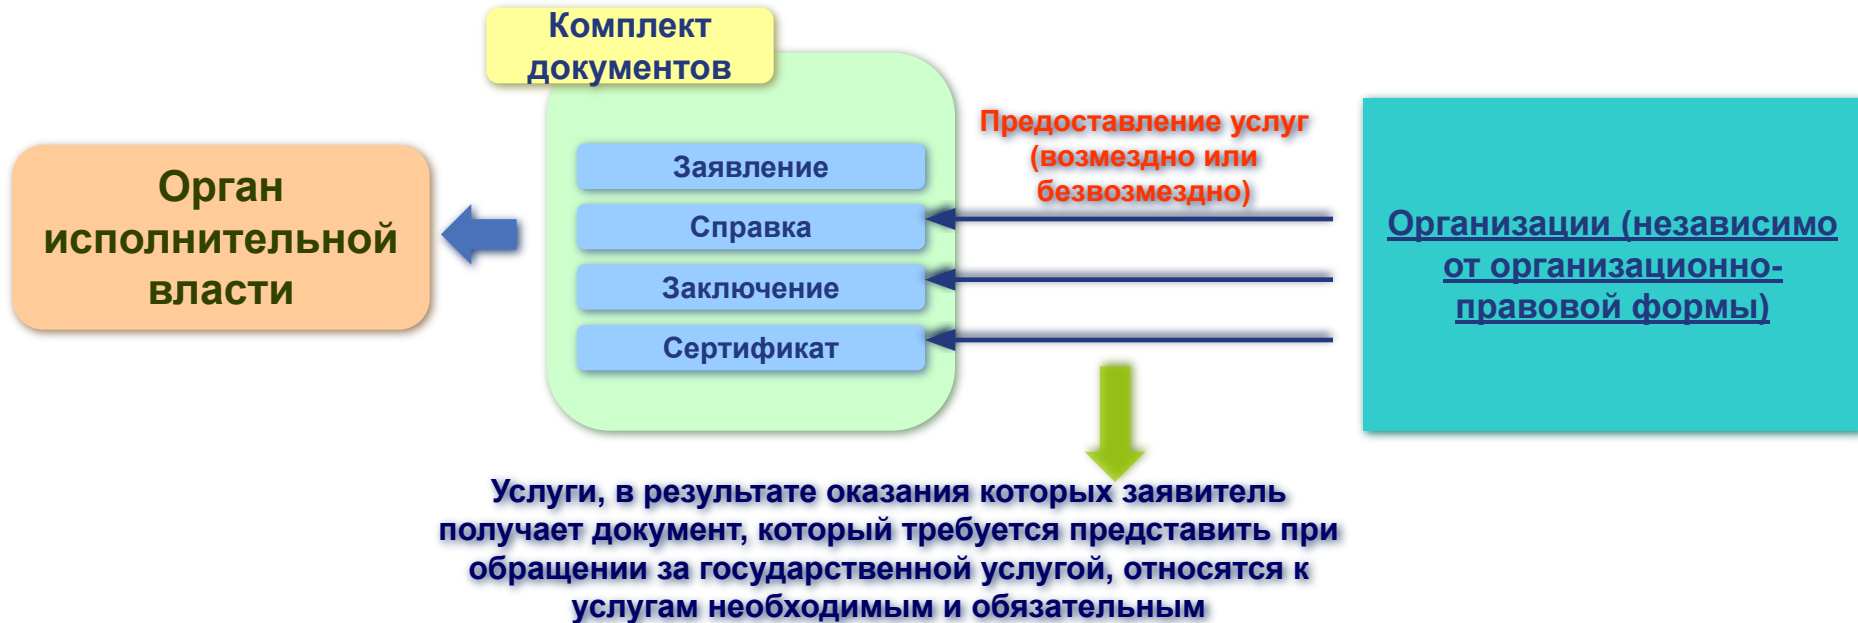 Комплект
документов
Орган
исполнительной
власти
Заявление
Справка
Заключение
Сертификат
Предоставление услуг
(возмездно или
безвозмездно)
Организации (независимо
от организационно-
правовой формы)
Услуги, в результате оказания которых заявитель
получает документ, который требуется представить при
обращении за государственной услугой, относятся к
услугам необходимым и обязательным